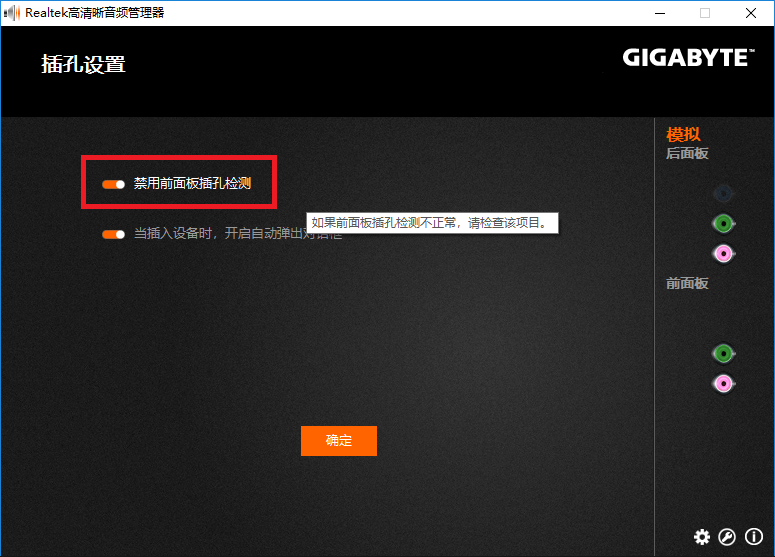 Realtek高清晰音频管理器
插孔设置
GIGABYTE™
模拟
后面板
禁用前面板插孔检测
如果前面板插孔检测不正常，请检查该项目。
当插入设备时，开启自动弹出对话框
前面板
确定